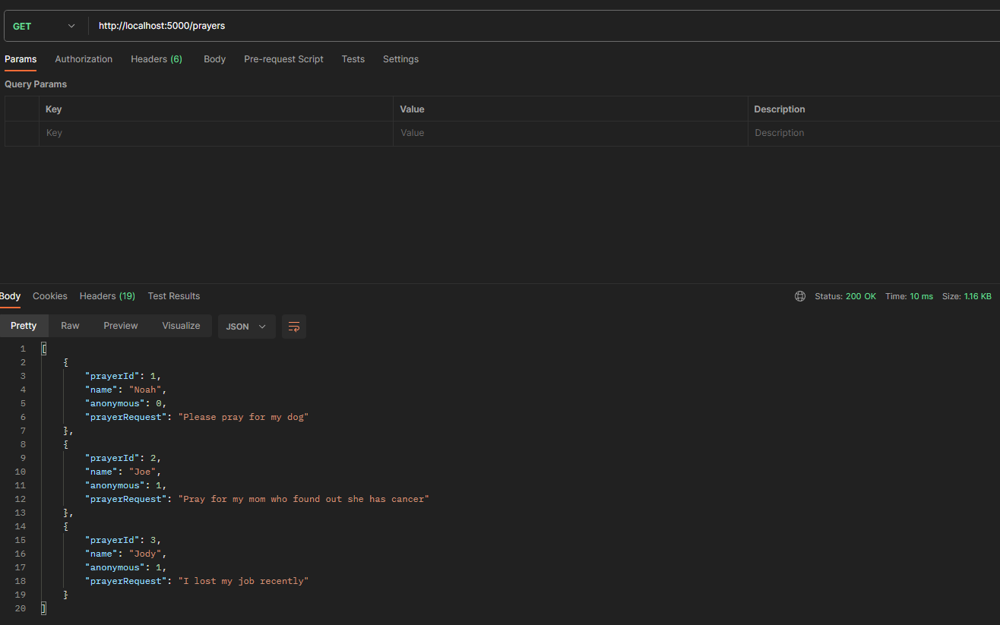 GET http://localhost:5000/prayers
Params Authorization Headers (6) Body Pre-request Script Tests Settings
Query Params
Key Value Description
Key Value Description
Body Cookies Headers (19) Test Results Status: 200 OK Time: 10 ms Size: 1.16 KB
Pretty Raw Preview Visualize JSON
1 [
2 {
3 "prayerId": 1,
4 "name": "Noah",
5 "anonymous": 0,
6 "prayerRequest": "Please pray for my dog"
7 },
8 {
9 "prayerId": 2,
10 "name": "Joe",
11 "anonymous": 1,
12 "prayerRequest": "Pray for my mom who found out she has cancer"
13 },
14 {
15 "prayerId": 3,
16 "name": "Jody",
17 "anonymous": 1,
18 "prayerRequest": "I lost my job recently"
19 }
20 ]